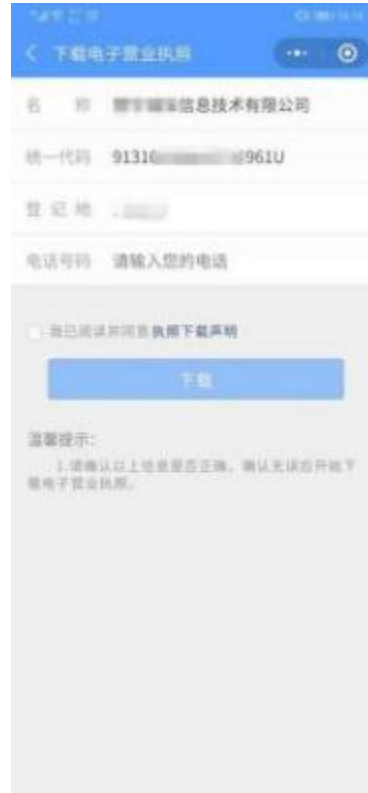 下载电子营业执照
名 称 信息技术有限公司
统一代码 91310 961U
登 记 地
电话号码 请输入您的电话
我已阅读并同意执照下载声明
下载
温馨提示:
1.请确认以上信息是否正确，确认无误后开始下
载电子营业执照。